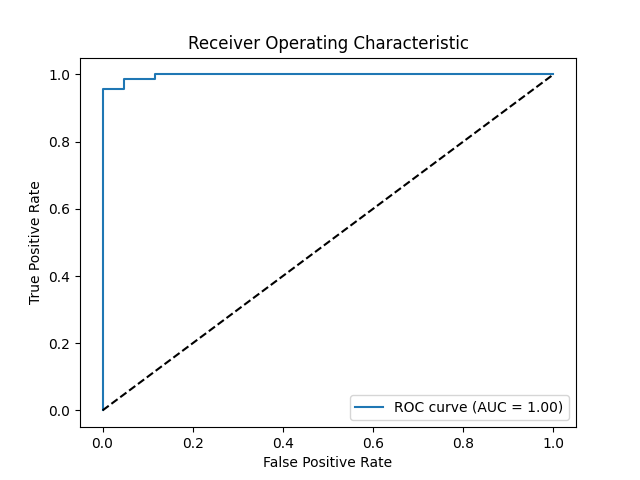 Receiver Operating Characteristic
1.0
0.8
0.6
0.4
0.2
0.0
True Positive Rate
ROC curve (AUC = 1.00)
0.0 0.2 0.4 0.6 0.8 1.0
False Positive Rate